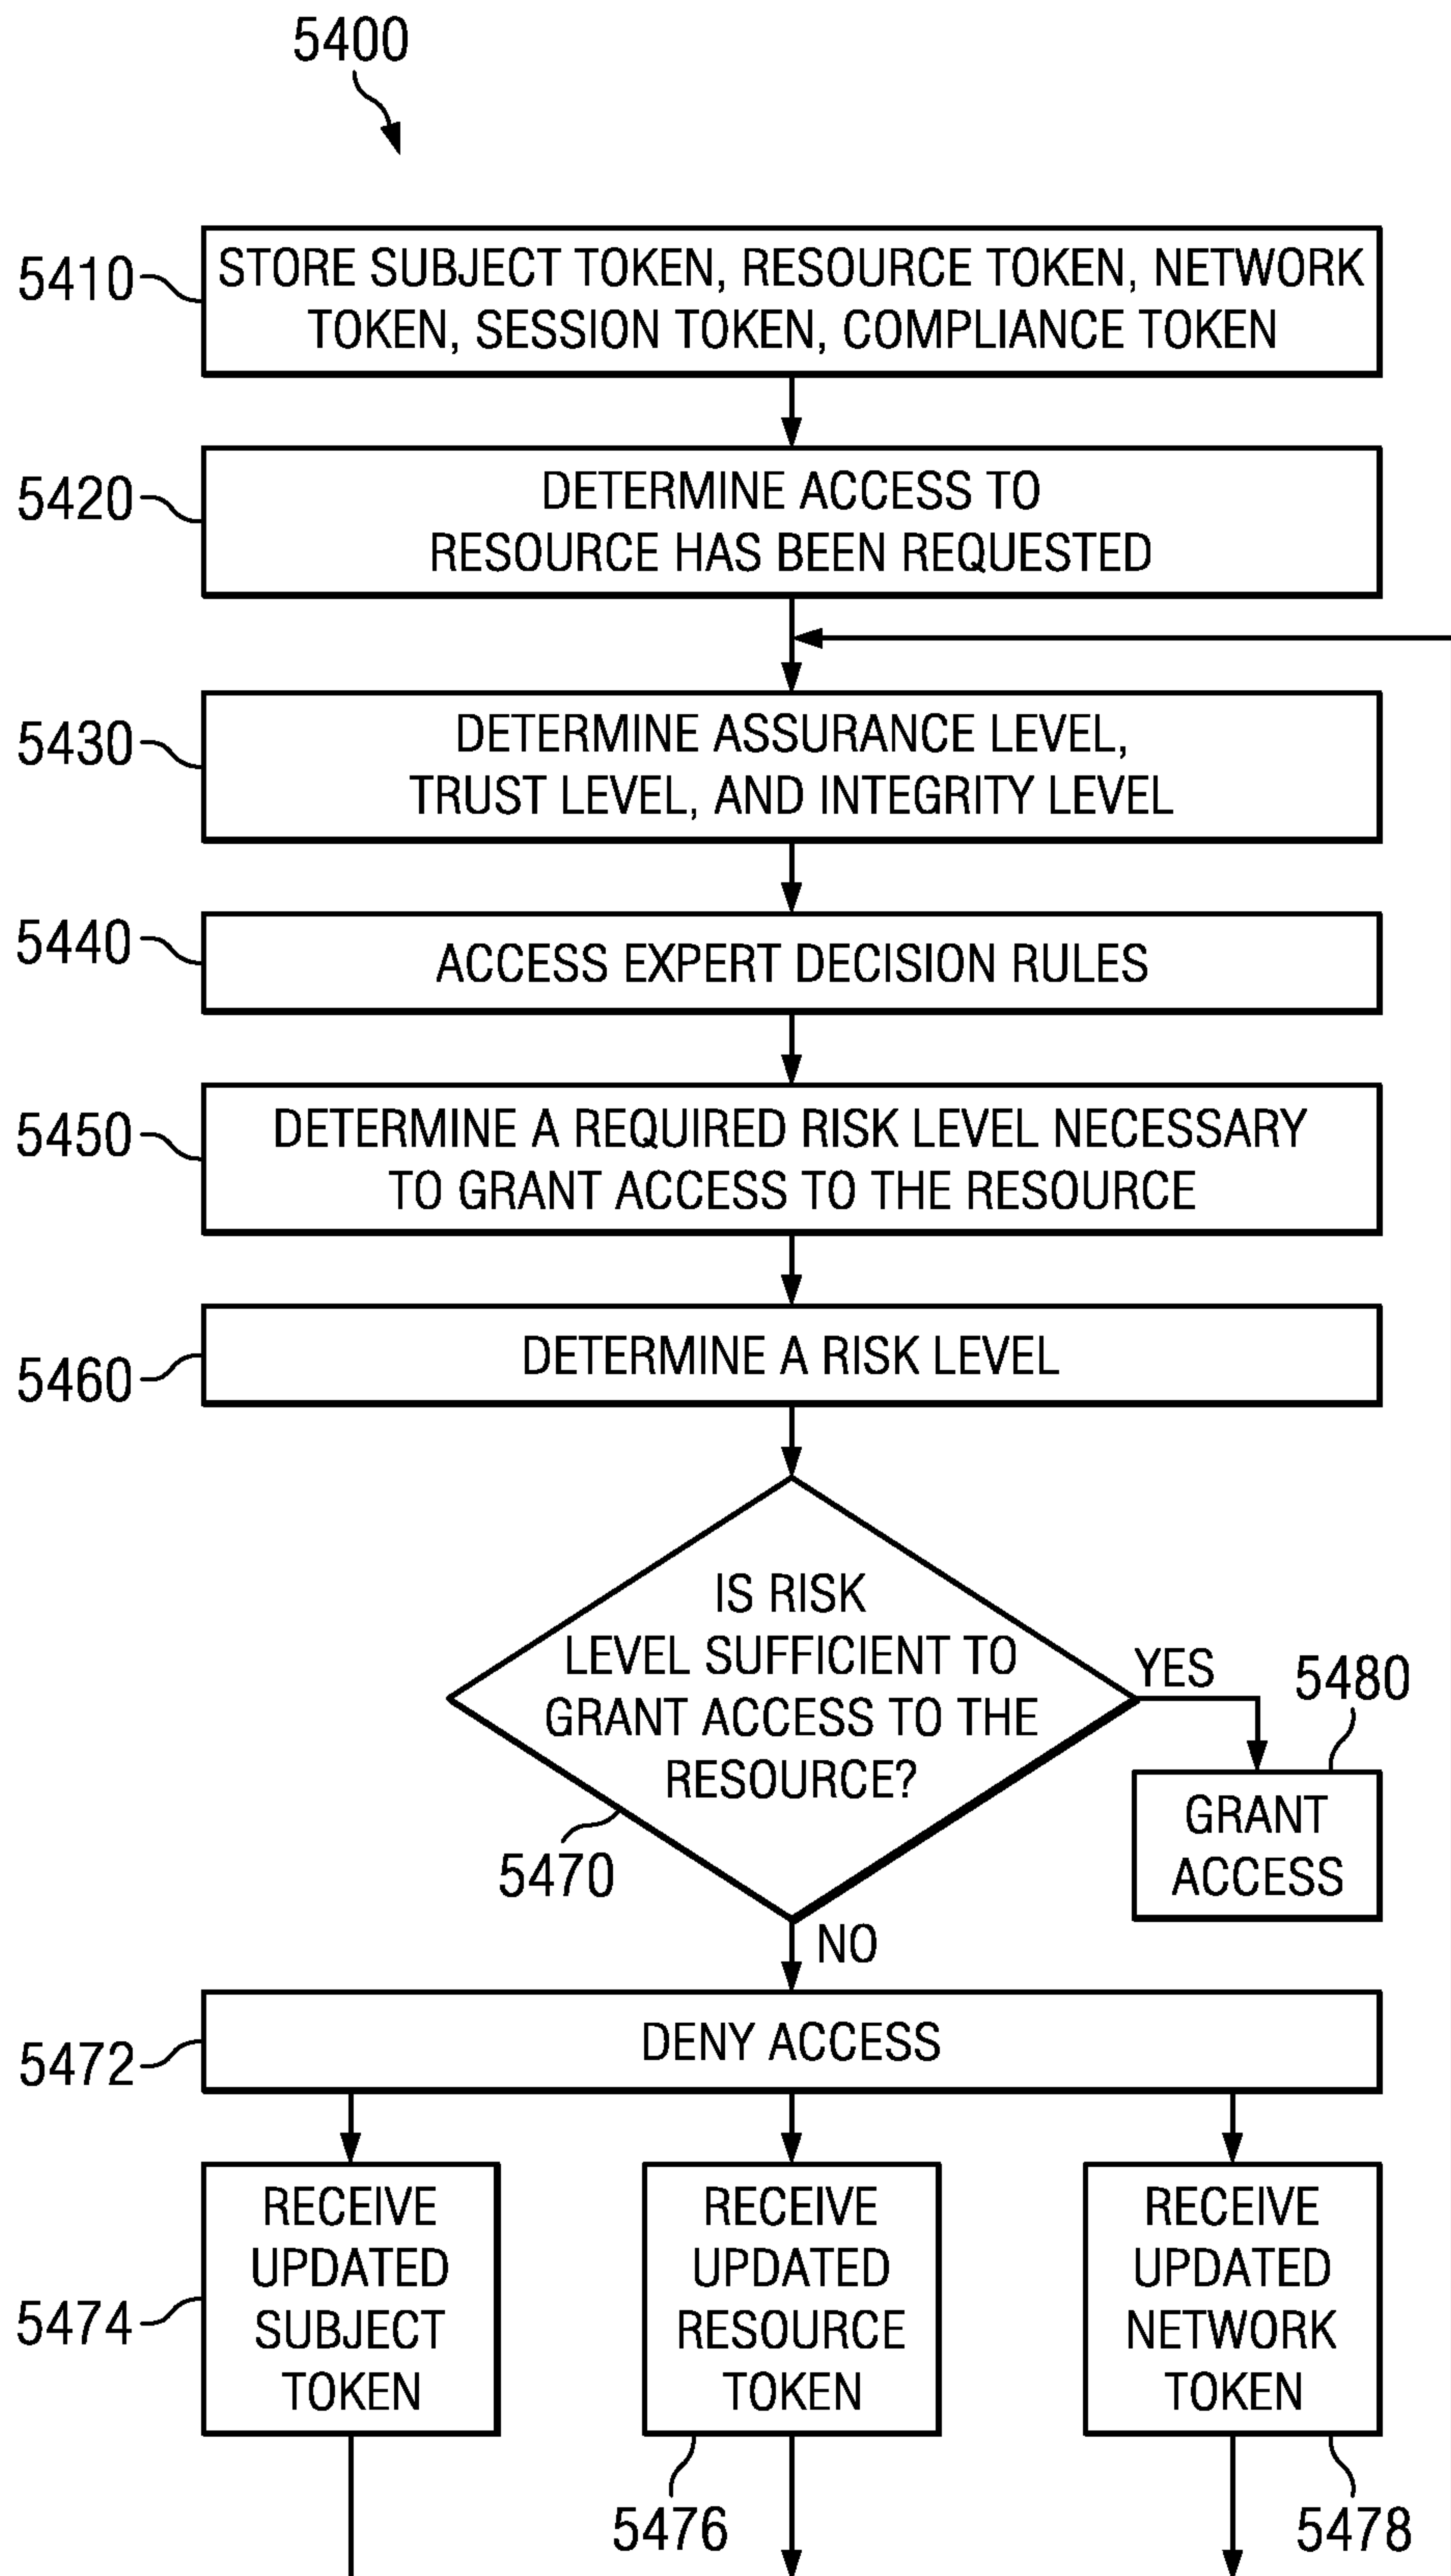 5400
5410
STORE SUBJECT TOKEN, RESOURCE TOKEN, NETWORK
TOKEN, SESSION TOKEN, COMPLIANCE TOKEN
5420
DETERMINE ACCESS TO
RESOURCE HAS BEEN REQUESTED
5430
DETERMINE ASSURANCE LEVEL,
TRUST LEVEL, AND INTEGRITY LEVEL
5440
ACCESS EXPERT DECISION RULES
5450
DETERMINE A REQUIRED RISK LEVEL NECESSARY
TO GRANT ACCESS TO THE RESOURCE
5460
DETERMINE A RISK LEVEL
IS RISK
LEVEL SUFFICIENT TO
GRANT ACCESS TO THE
RESOURCE?
5470
YES
5480
GRANT
ACCESS
NO
5472
DENY ACCESS
5474
RECEIVE
UPDATED
SUBJECT
TOKEN
RECEIVE
UPDATED
RESOURCE
TOKEN
5476
RECEIVE
UPDATED
NETWORK
TOKEN
5478